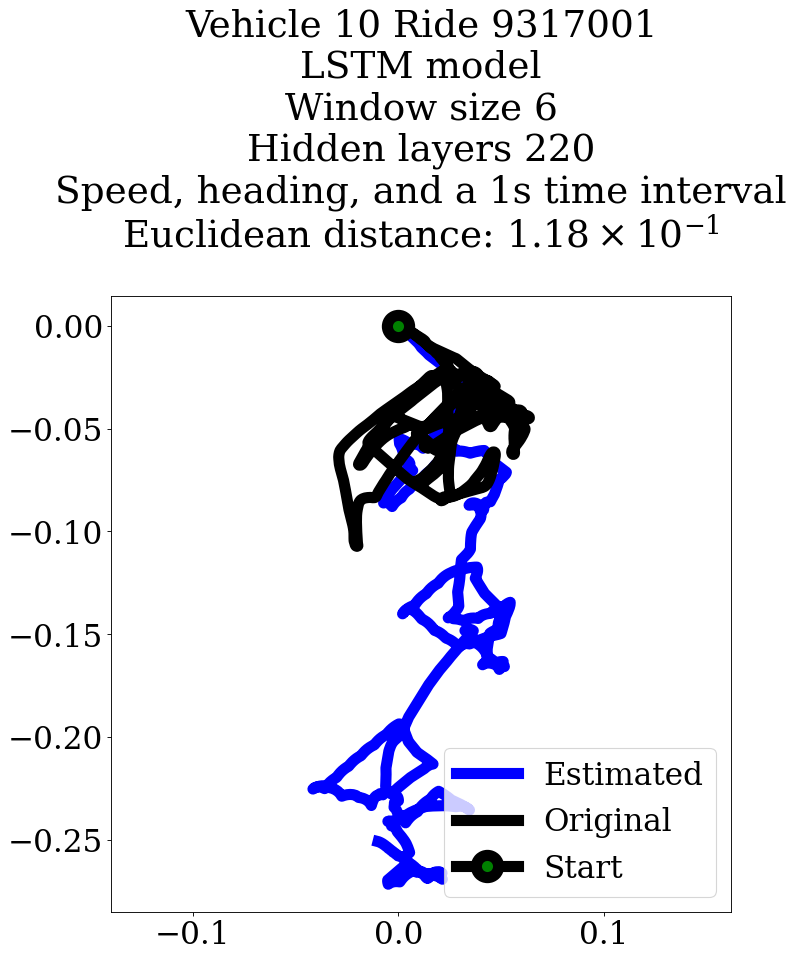 Vehicle 10 Ride 9317001
LSTM model
Window size 6
Hidden layers 220
Speed, heading, and a 1s time interval
Euclidean distance: 1.18 × 10⁻¹
0.00
−0.05
−0.10
−0.15
−0.20
−0.25
Estimated
Original
Start
−0.1 0.0 0.1